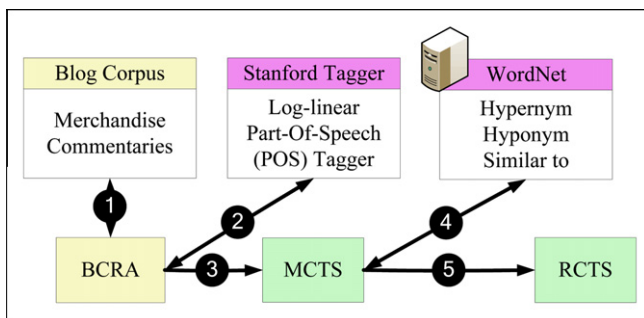 Blog Corpus
Merchandise
Commentaries
Stanford Tagger
Log-linear
Part-Of-Speech
(POS) Tagger
WordNet
Hypernym
Hyponym
Similar to
1
2
4
BCRA
3
MCTS
5
RCTS